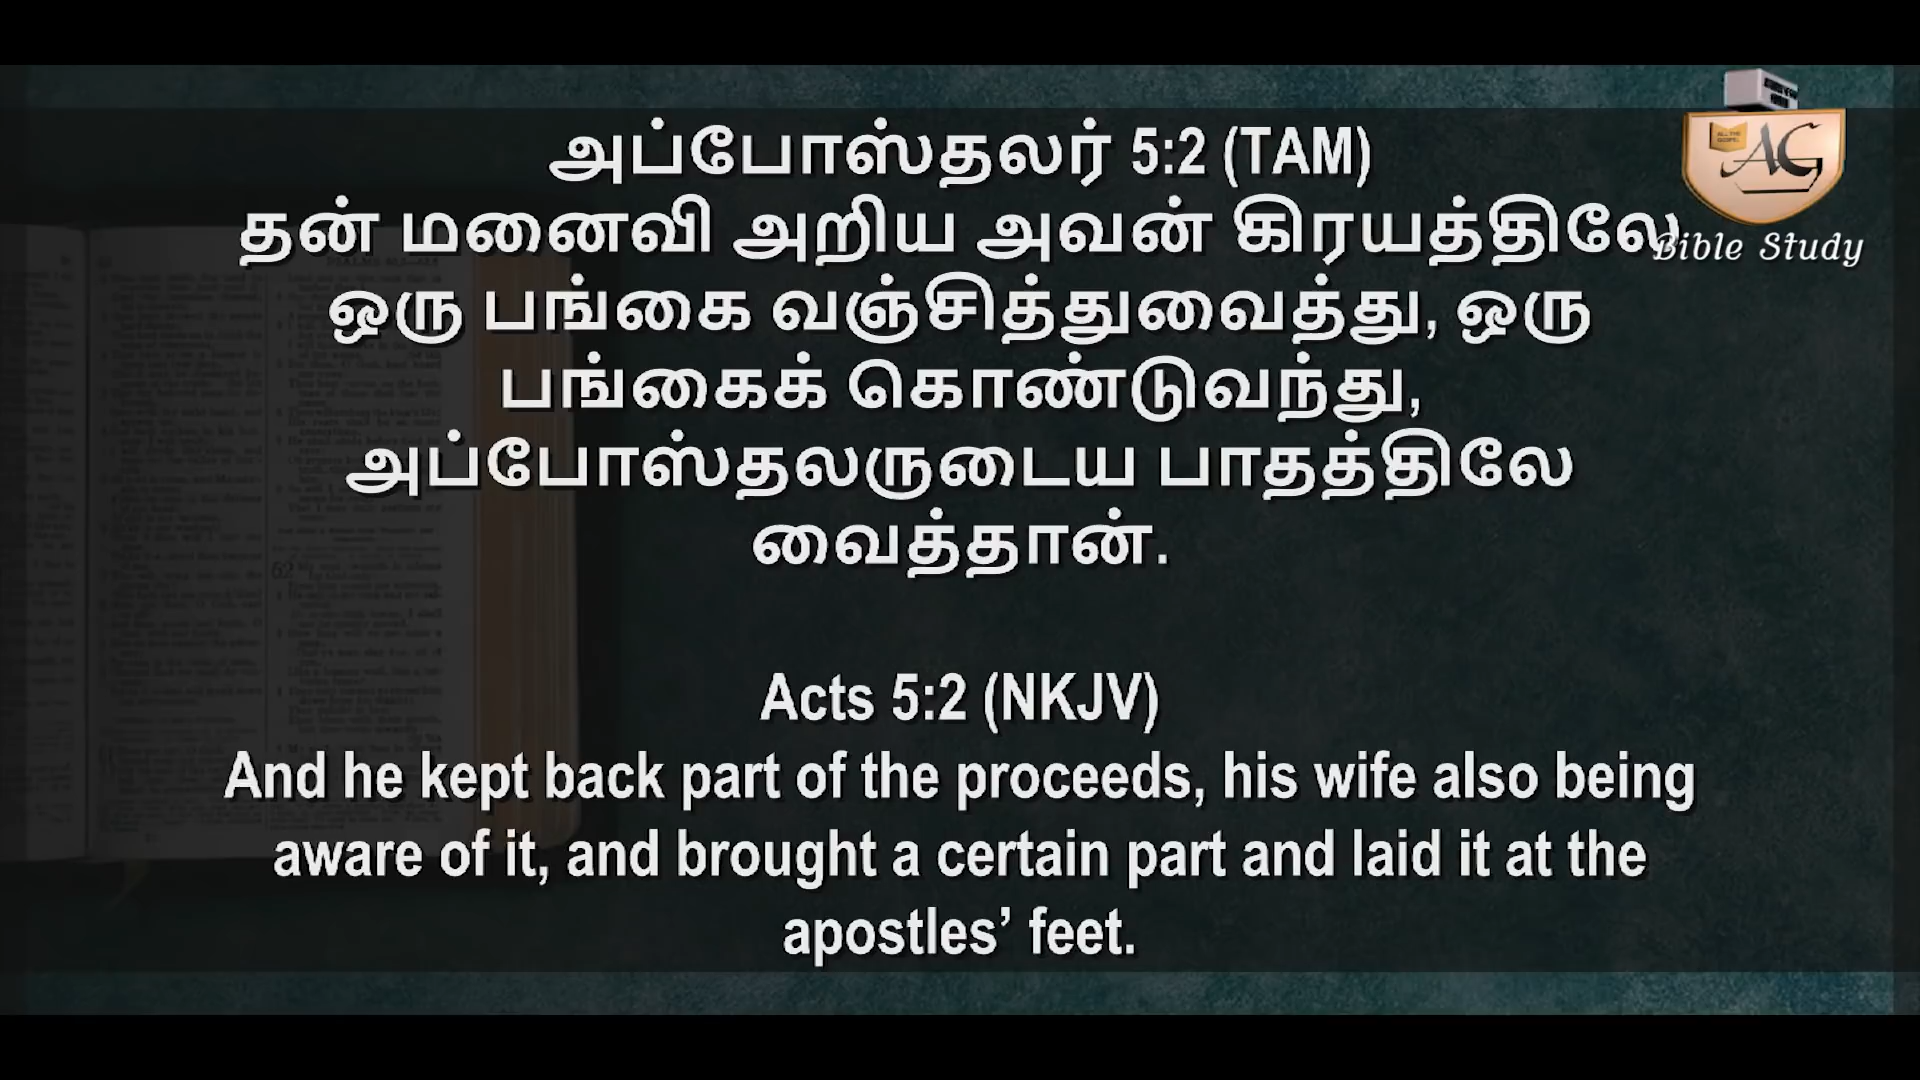 அப்போஸ்தலர் 5:2 (TAM)
தன் மனைவி அறிய அவன் கிரயத்திலே
ஒரு பங்கை வஞ்சித்துவைத்து, ஒரு
பங்கைக் கொண்டுவந்து,
அப்போஸ்தலருடைய பாதத்திலே
வைத்தான்.
Acts 5:2 (NKJV)
And he kept back part of the proceeds, his wife also being
aware of it, and brought a certain part and laid it at the
apostles’ feet.
AG
Bible Study